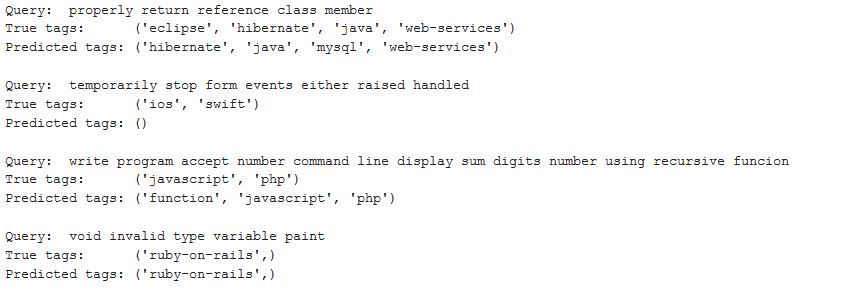 Query:  properly return reference class member
True tags:      ('eclipse', 'hibernate', 'java', 'web-services')
Predicted tags: ('hibernate', 'java', 'mysql', 'web-services')

Query:  temporarily stop form events either raised handled
True tags:      ('ios', 'swift')
Predicted tags: ()

Query:  write program accept number command line display sum digits number using recursive funcion
True tags:      ('javascript', 'php')
Predicted tags: ('function', 'javascript', 'php')

Query:  void invalid type variable paint
True tags:      ('ruby-on-rails',)
Predicted tags: ('ruby-on-rails',)